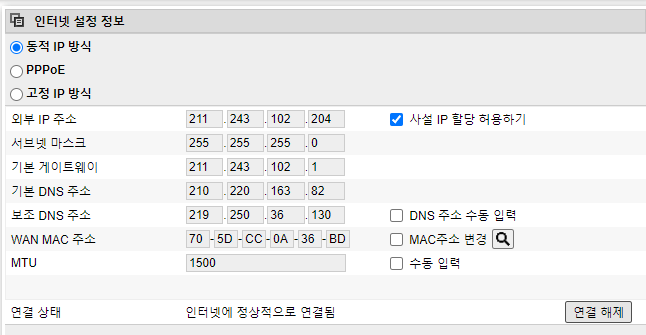 인터넷 설정 정보
동적 IP 방식
PPPoE
고정 IP 방식
외부 IP 주소 211 . 243 . 102 . 204 사설 IP 할당 허용하기
서브넷 마스크 255 . 255 . 255 . 0
기본 게이트웨이 211 . 243 . 102 . 1
기본 DNS 주소 210 . 220 . 163 . 82
보조 DNS 주소 219 . 250 . 36 . 130 DNS 주소 수동 입력
WAN MAC 주소 70 - 5D - CC - 0A - 36 - BD MAC주소 변경
MTU 1500 수동 입력
연결 상태 인터넷에 정상적으로 연결됨 연결 해제